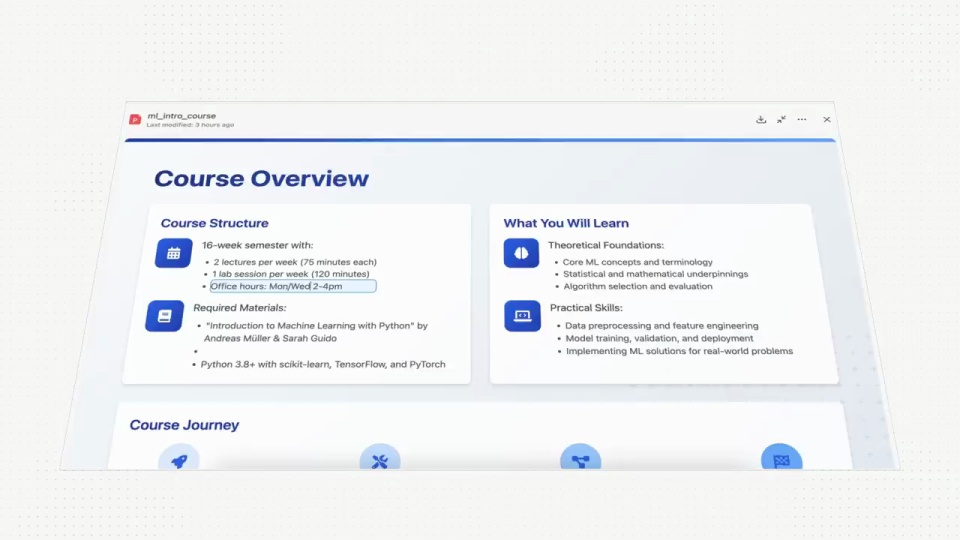 ml_intro_course
Last modified: 3 hours ago
Course Overview
Course Structure
16-week semester with:
• 2 lectures per week (75 minutes each)
• 1 lab session per week (120 minutes)
• Office hours: Mon/Wed 2-4pm
Required Materials:
• "Introduction to Machine Learning with Python" by
Andreas Müller & Sarah Guido
•
• Python 3.8+ with scikit-learn, TensorFlow, and PyTorch
What You Will Learn
Theoretical Foundations:
• Core ML concepts and terminology
• Statistical and mathematical underpinnings
• Algorithm selection and evaluation
Practical Skills:
• Data preprocessing and feature engineering
• Model training, validation, and deployment
• Implementing ML solutions for real-world problems
Course Journey